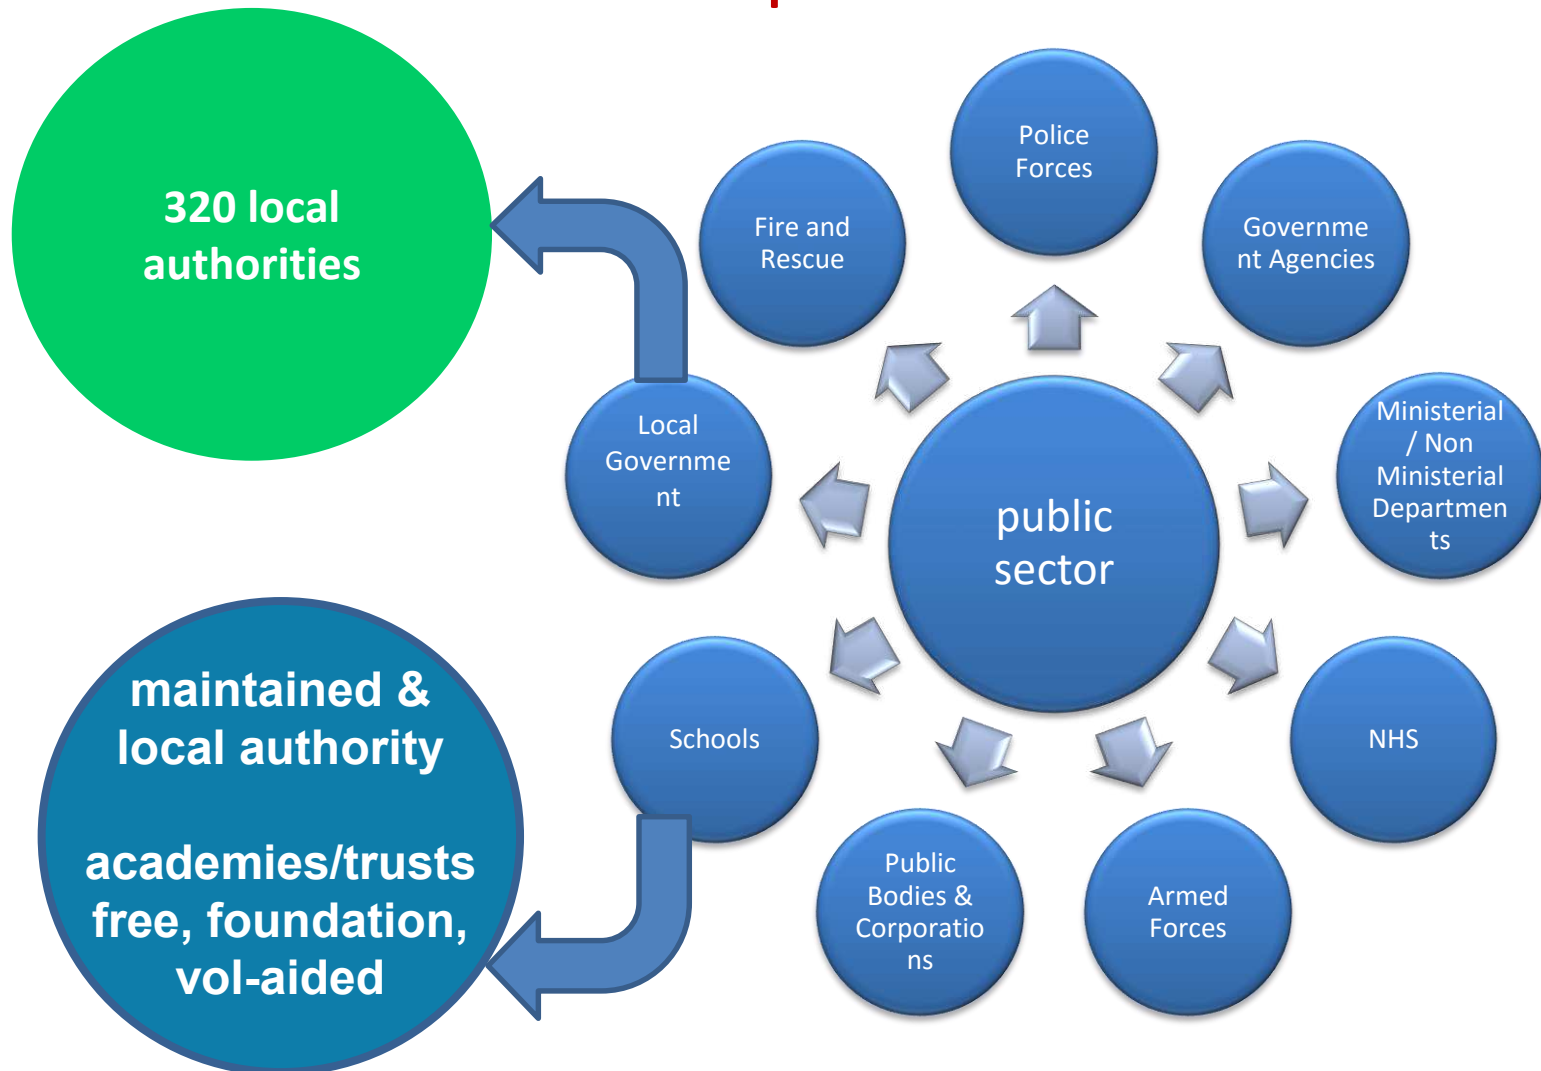 320 local
authorities
Police
Forces
Fire and
Rescue
Governme
nt Agencies
Local
Governme
nt
Ministerial
/ Non
Ministerial
Departmen
ts
public
sector
maintained &
local authority
academies/trusts
free, foundation,
vol-aided
Schools
NHS
Public
Bodies &
Corporatio
ns
Armed
Forces